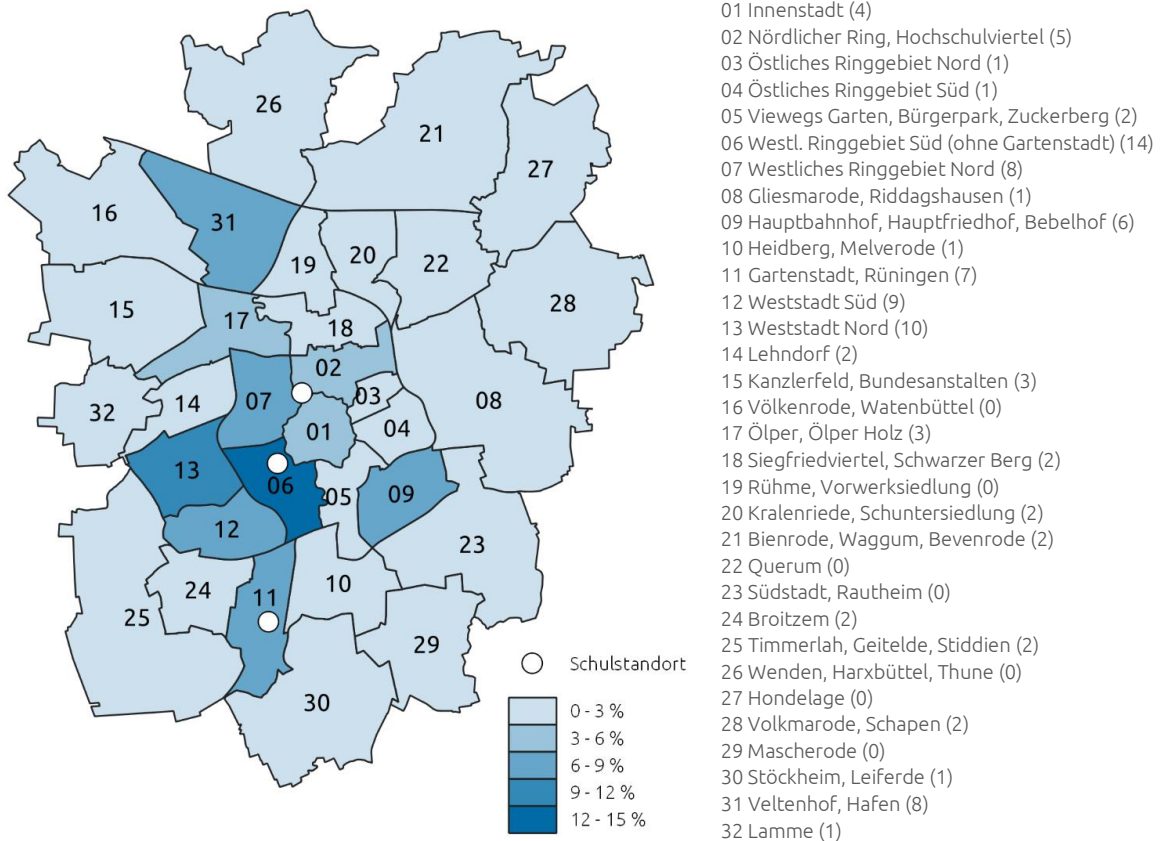 26
21
27
16
31
19
20
22
28
15
17
18
02
08
32
14
07
03
01
04
13
06
05
09
12
23
24
11
10
25
29
30
Schulstandort
0 - 3 %
3 - 6 %
6 - 9 %
9 - 12 %
12 - 15 %
01 Innenstadt (4)
02 Nördlicher Ring, Hochschulviertel (5)
03 Östliches Ringgebiet Nord (1)
04 Östliches Ringgebiet Süd (1)
05 Viewegs Garten, Bürgerpark, Zuckerberg (2)
06 Westl. Ringgebiet Süd (ohne Gartenstadt) (14)
07 Westliches Ringgebiet Nord (8)
08 Gliesmarode, Riddagshausen (1)
09 Hauptbahnhof, Hauptfriedhof, Bebelhof (6)
10 Heidberg, Melverode (1)
11 Gartenstadt, Rüningen (7)
12 Weststadt Süd (9)
13 Weststadt Nord (10)
14 Lehndorf (2)
15 Kanzlerfeld, Bundesanstalten (3)
16 Völkenrode, Watenbüttel (0)
17 Ölper, Ölper Holz (3)
18 Siegfriedviertel, Schwarzer Berg (2)
19 Rühme, Vorwerksiedlung (0)
20 Kralenriede, Schuntersiedlung (2)
21 Bienrode, Waggum, Bevenrode (2)
22 Querum (0)
23 Südstadt, Rautheim (0)
24 Broitzem (2)
25 Timmerlah, Geitelde, Stiddien (2)
26 Wenden, Harxbüttel, Thune (0)
27 Hondelage (0)
28 Volkmarode, Schapen (2)
29 Mascherode (0)
30 Stöckheim, Leiferde (1)
31 Veltenhof, Hafen (8)
32 Lamme (1)